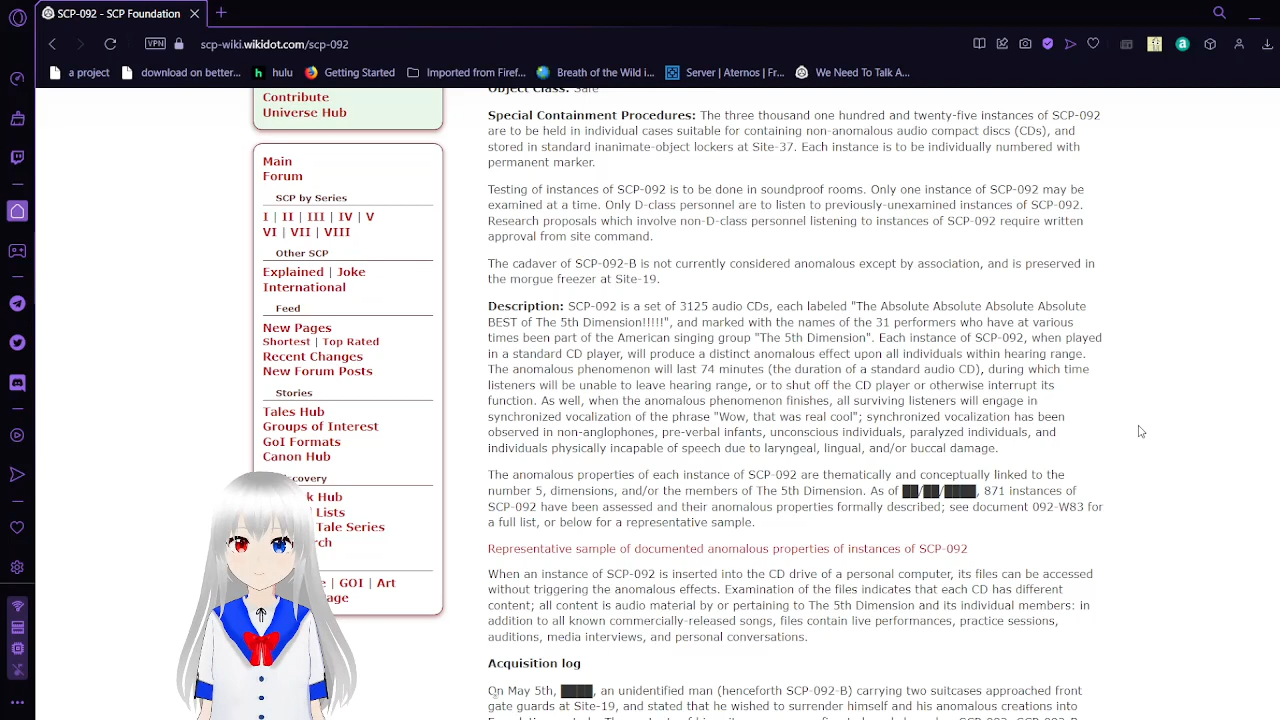 SCP-092 - SCP Foundation
VPN
scp-wiki.wikidot.com/scp-092
a project
download on better...
hulu
Getting Started
Imported from Firef...
Breath of the Wild i...
Server | Aternos | Fr...
We Need To Talk A...
Contribute
Universe Hub
Main
Forum
SCP by Series
I | II | III | IV | V
VI | VII | VIII
Other SCP
Explained | Joke
International
Feed
New Pages
Shortest | Top Rated
Recent Changes
New Forum Posts
Stories
Tales Hub
Groups of Interest
GoI Formats
Canon Hub
covery
k Hub
Lists
Tale Series
rch
e | GOI | Art
age
Object Class: Safe
Special Containment Procedures: The three thousand one hundred and twenty-five instances of SCP-092
are to be held in individual cases suitable for containing non-anomalous audio compact discs (CDs), and
stored in standard inanimate-object lockers at Site-37. Each instance is to be individually numbered with
permanent marker.
Testing of instances of SCP-092 is to be done in soundproof rooms. Only one instance of SCP-092 may be
examined at a time. Only D-class personnel are to listen to previously-unexamined instances of SCP-092.
Research proposals which involve non-D-class personnel listening to instances of SCP-092 require written
approval from site command.
The cadaver of SCP-092-B is not currently considered anomalous except by association, and is preserved in
the morgue freezer at Site-19.
Description: SCP-092 is a set of 3125 audio CDs, each labeled "The Absolute Absolute Absolute Absolute
BEST of The 5th Dimension!!!!!", and marked with the names of the 31 performers who have at various
times been part of the American singing group "The 5th Dimension". Each instance of SCP-092, when played
in a standard CD player, will produce a distinct anomalous effect upon all individuals within hearing range.
The anomalous phenomenon will last 74 minutes (the duration of a standard audio CD), during which time
listeners will be unable to leave hearing range, or to shut off the CD player or otherwise interrupt its
function. As well, when the anomalous phenomenon finishes, all surviving listeners will engage in
synchronized vocalization of the phrase "Wow, that was real cool"; synchronized vocalization has been
observed in non-anglophones, pre-verbal infants, unconscious individuals, paralyzed individuals, and
individuals physically incapable of speech due to laryngeal, lingual, and/or buccal damage.
The anomalous properties of each instance of SCP-092 are thematically and conceptually linked to the
number 5, dimensions, and/or the members of The 5th Dimension. As of ██/██/████, 871 instances of
SCP-092 have been assessed and their anomalous properties formally described; see document 092-W83 for
a full list, or below for a representative sample.
Representative sample of documented anomalous properties of instances of SCP-092
When an instance of SCP-092 is inserted into the CD drive of a personal computer, its files can be accessed
without triggering the anomalous effects. Examination of the files indicates that each CD has different
content; all content is audio material by or pertaining to The 5th Dimension and its individual members: in
addition to all known commercially-released songs, files contain live performances, practice sessions,
auditions, media interviews, and personal conversations.
Acquisition log
On May 5th, ████, an unidentified man (henceforth SCP-092-B) carrying two suitcases approached front
gate guards at Site-19, and stated that he wished to surrender himself and his anomalous creations into